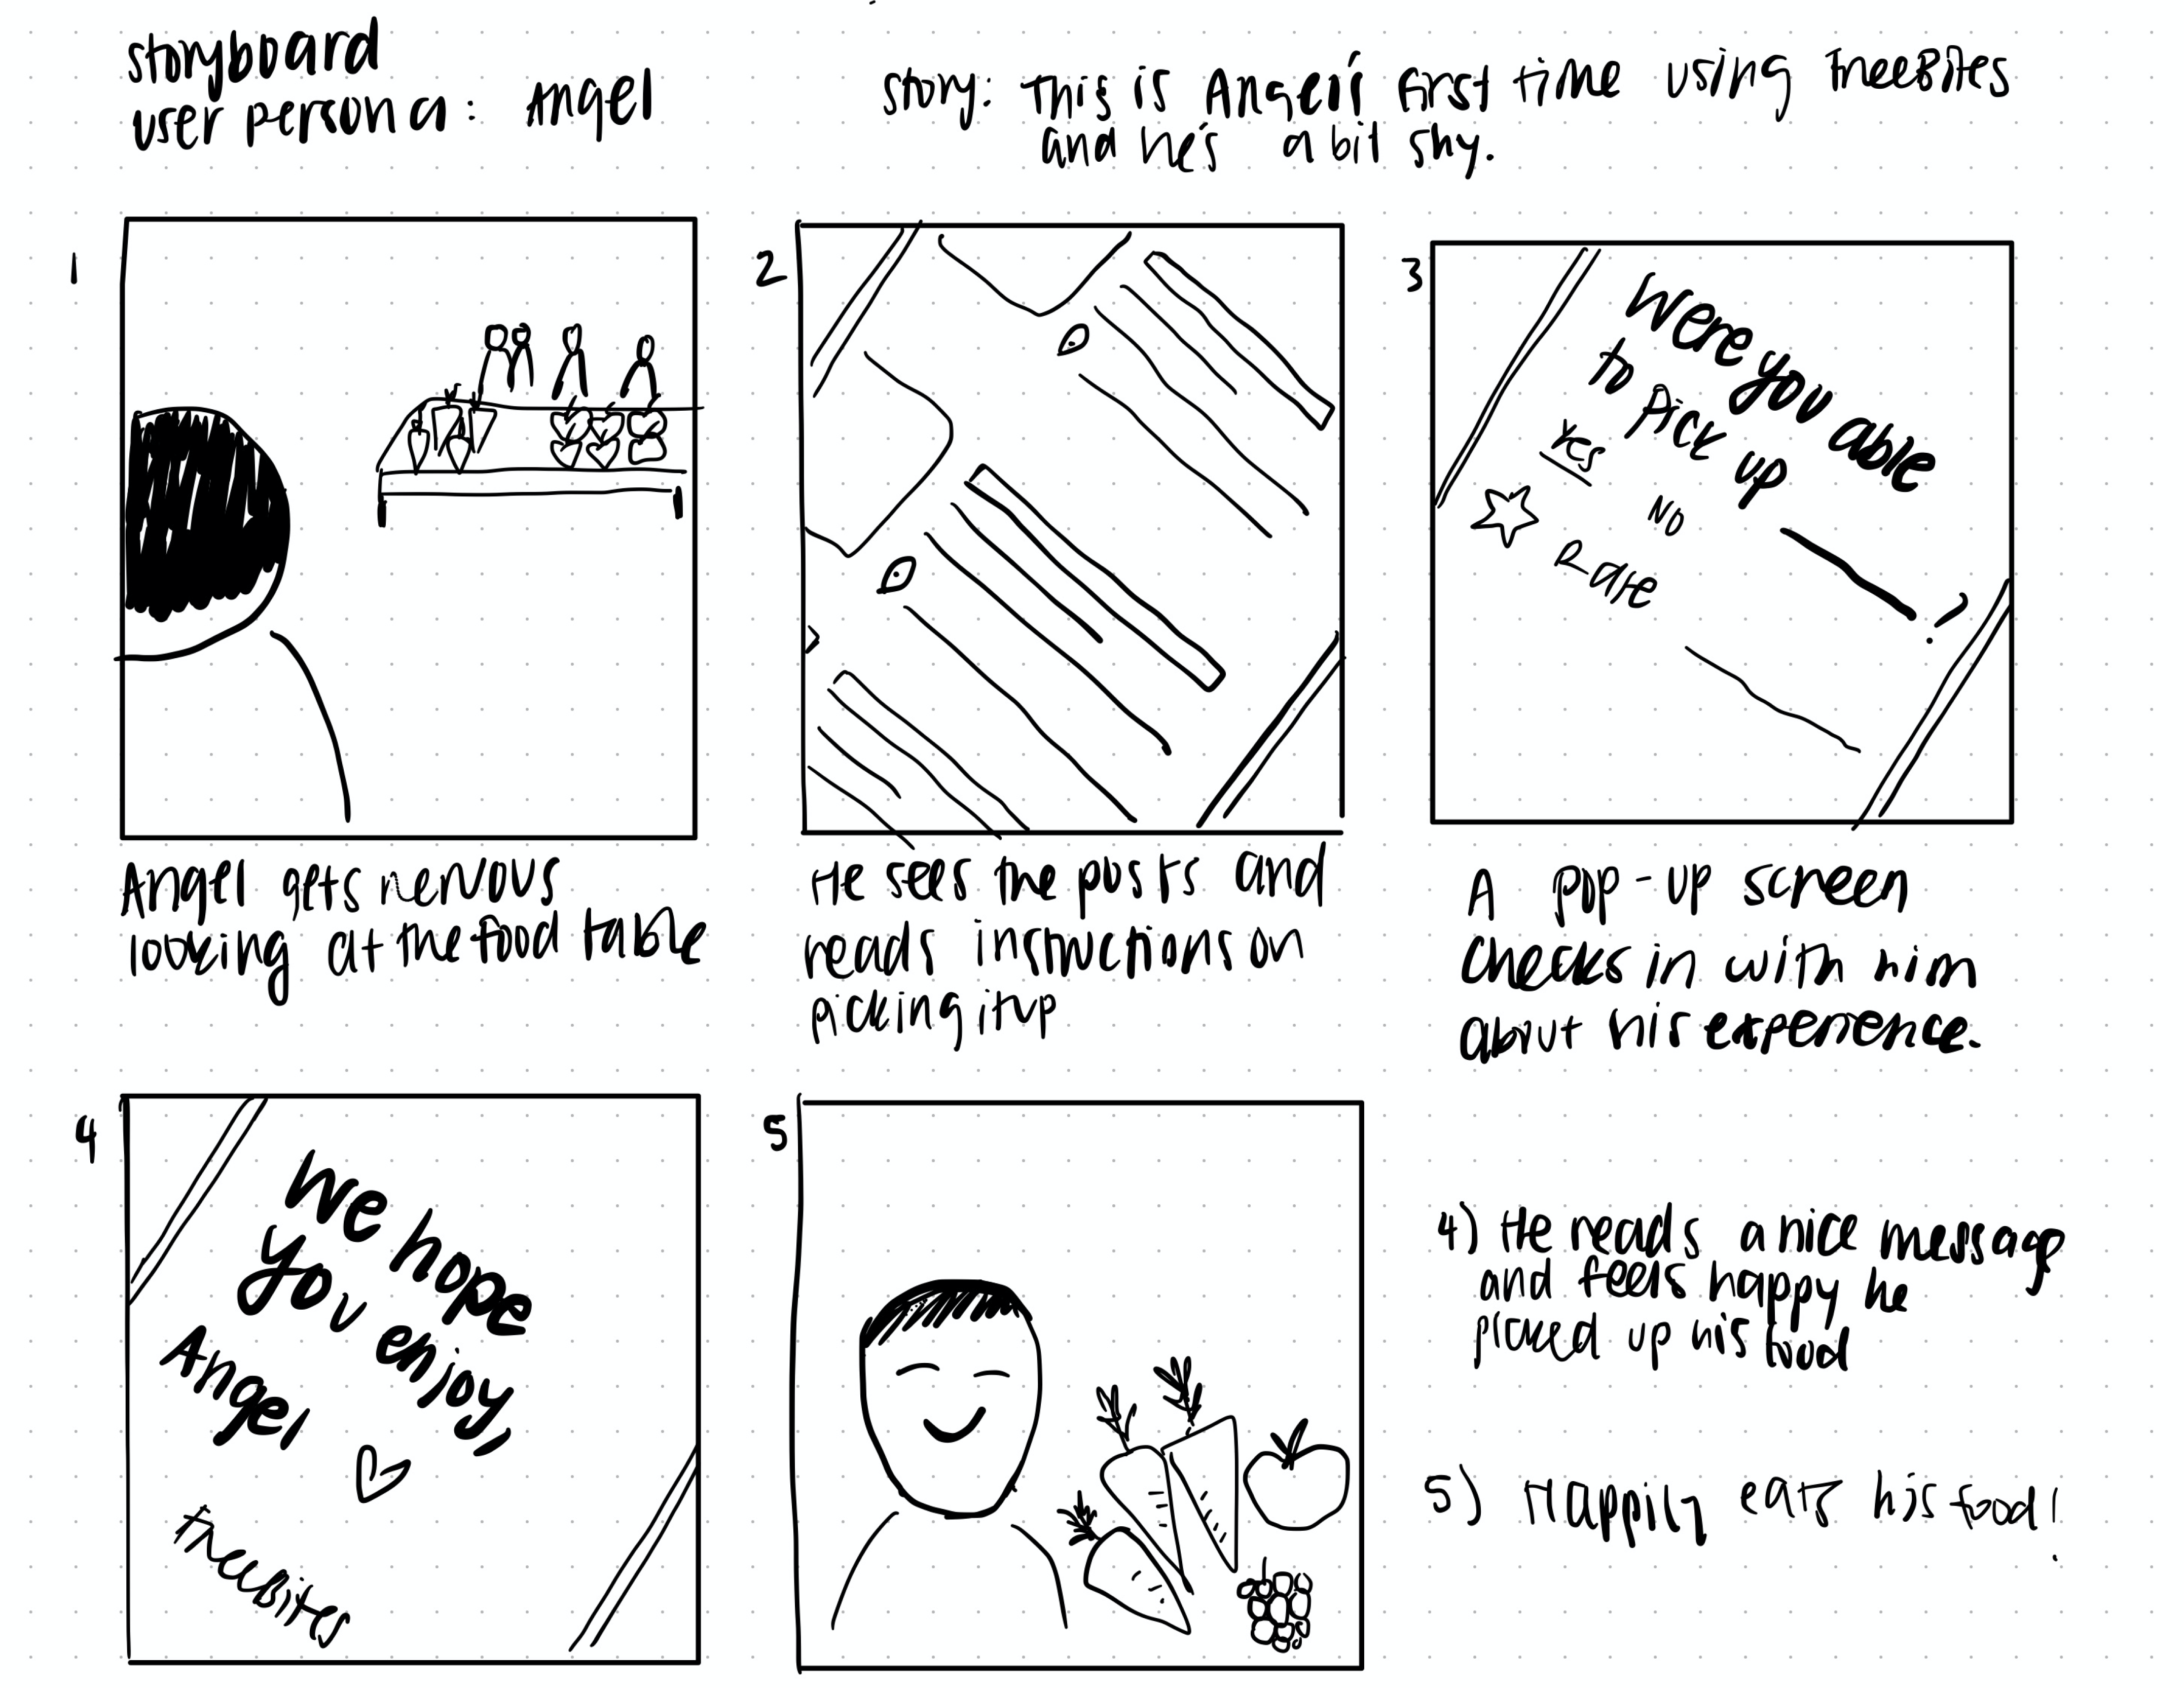 storyboard
user persona: Angel
story: This is Angel's first time using FreeBites
and he's a bit shy.
1
2
3
Were you able
to pick up
Yes
No
Rate
?
Angel gets nervous
looking at the food table
He sees the posts and
reads instructions on
picking it up
A pop-up screen
checks in with him
about his experience.
4
We hope
you enjoy
Angel
Freebites
5
4) He reads a nice message
and feels happy he
picked up his food
5) Happily eats his food!